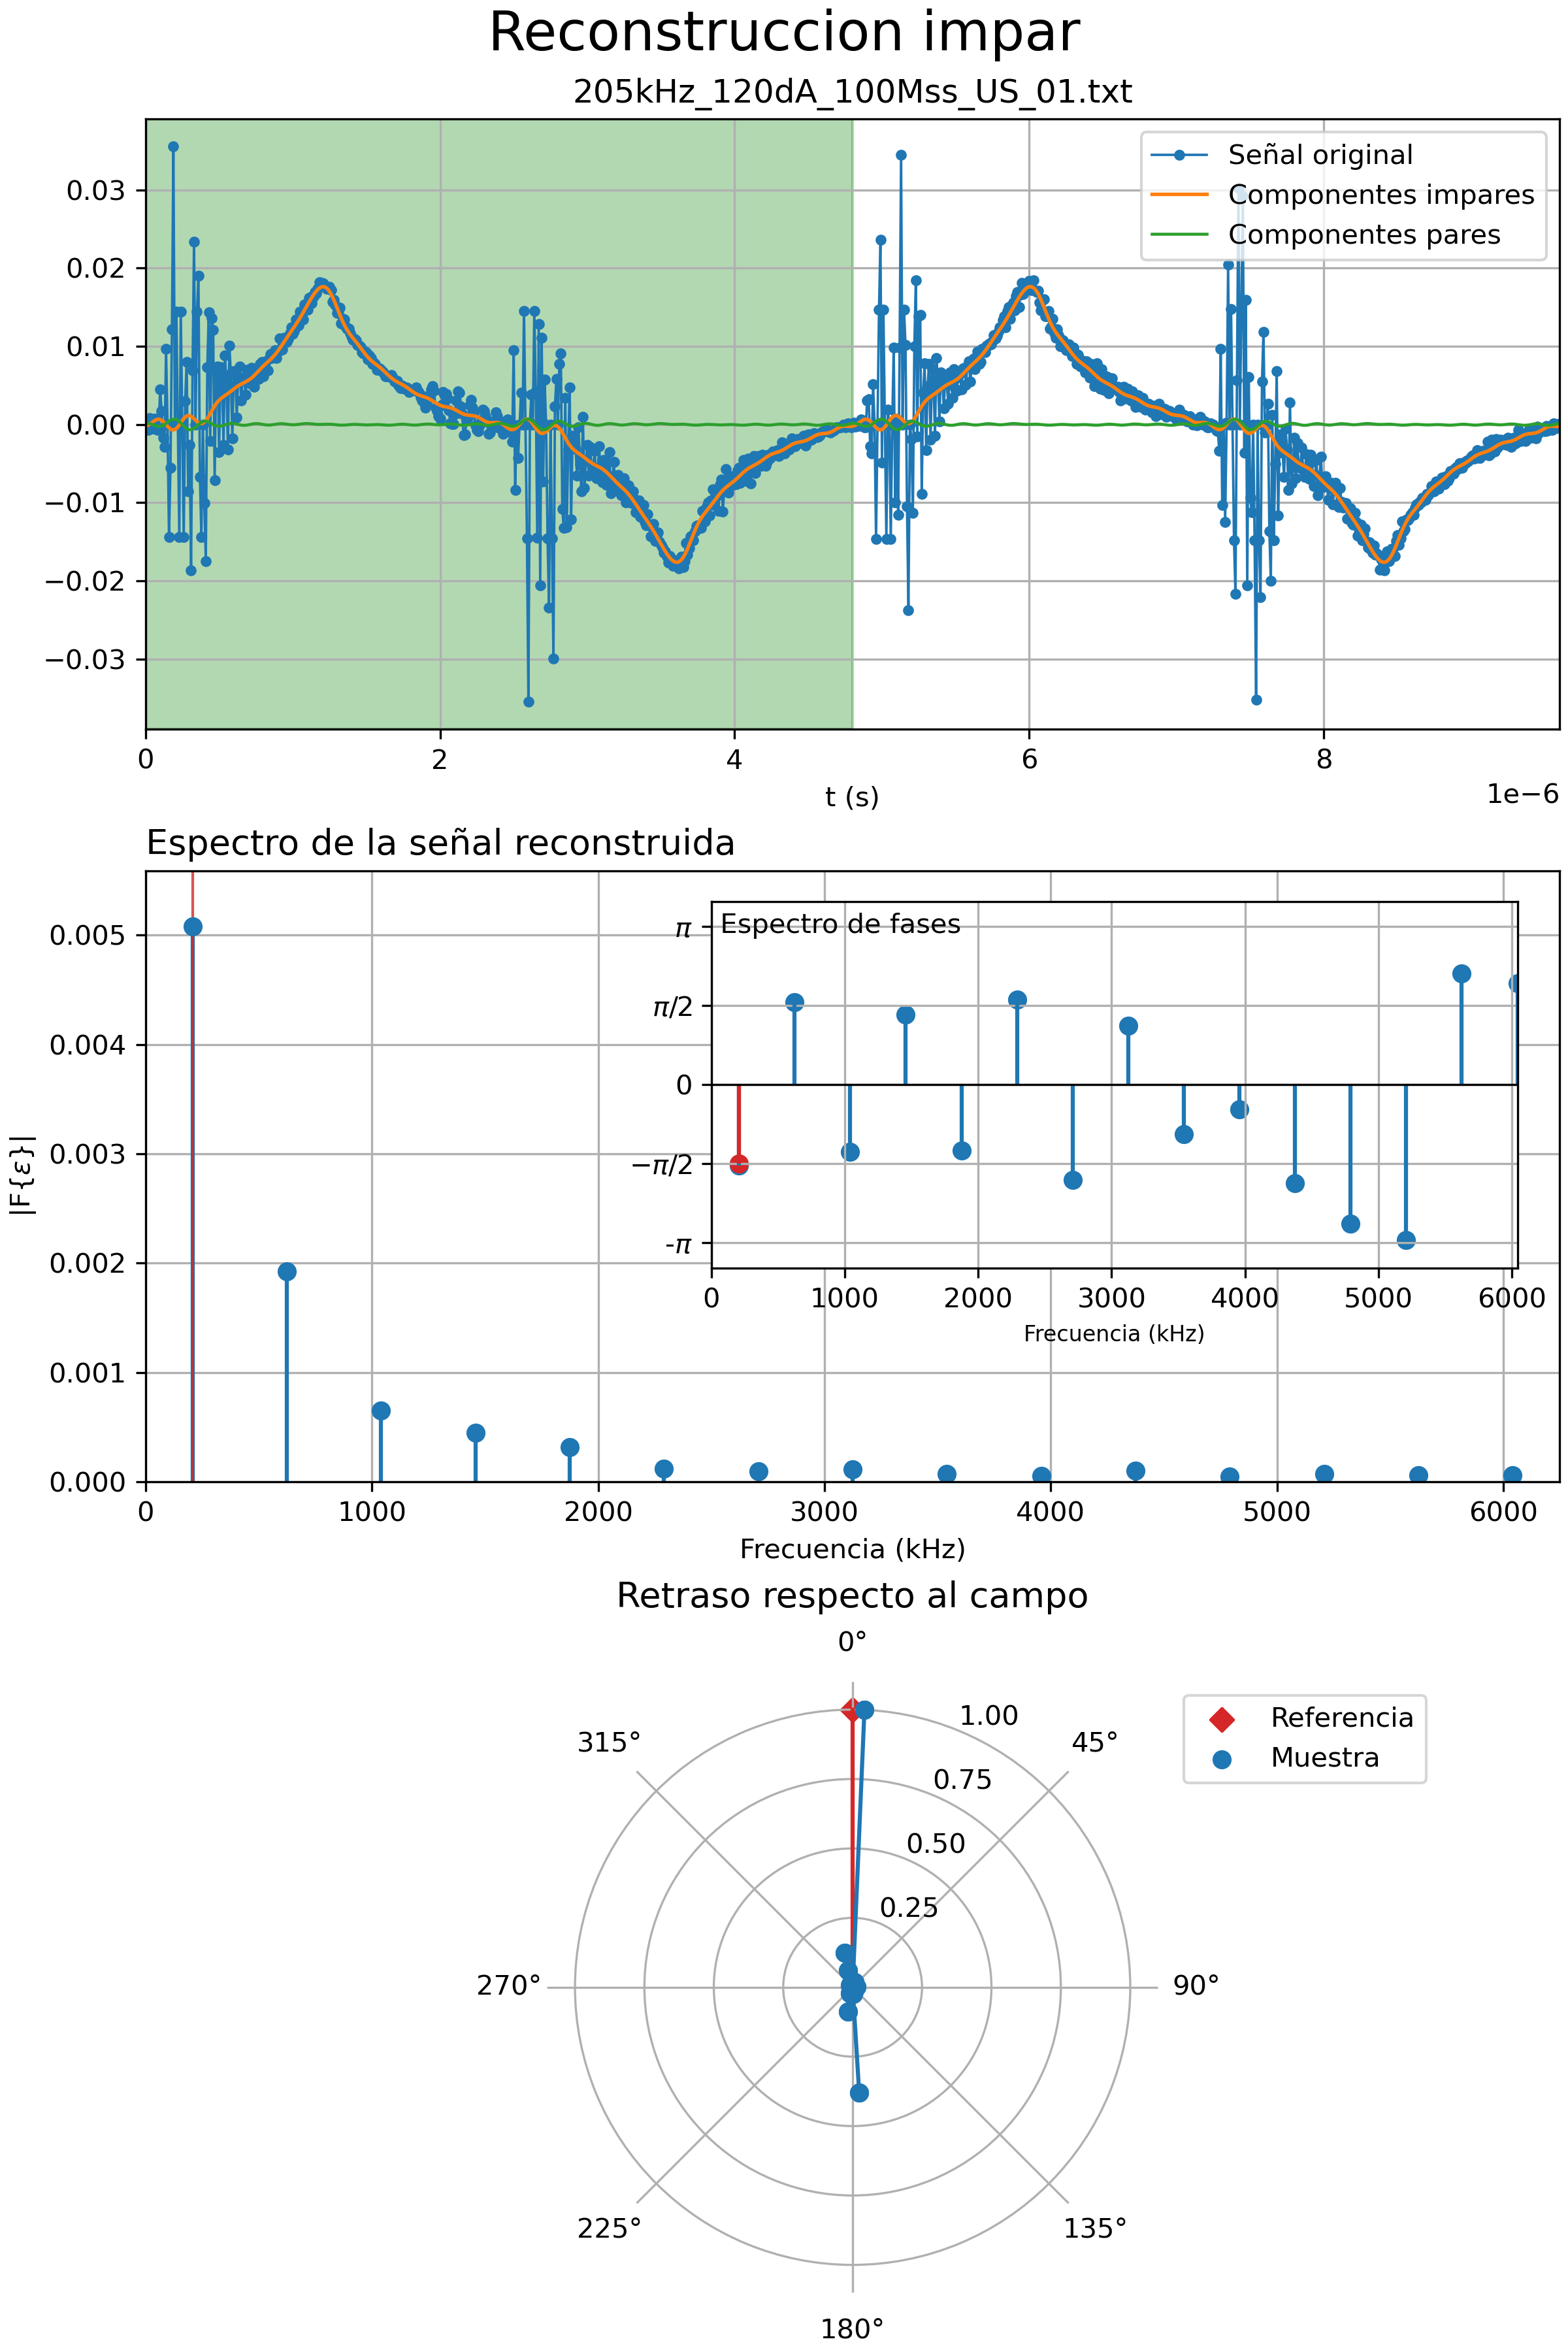 Reconstruccion impar
205kHz_120dA_100Mss_US_01.txt
0.03
0.02
0.01
0.00
−0.01
−0.02
−0.03
Señal original
Componentes impares
Componentes pares
0 2 4 6 8
t (s)
1e−6
Espectro de la señal reconstruida
|F{ε}|
0.005
0.004
0.003
0.002
0.001
0.000
Espectro de fases
π
π/2
0
−π/2
-π
0 1000 2000 3000 4000 5000 6000
Frecuencia (kHz)
0 1000 2000 3000 4000 5000 6000
Frecuencia (kHz)
Retraso respecto al campo
0°
45°
90°
135°
180°
225°
270°
315°
1.00
0.75
0.50
0.25
Referencia
Muestra